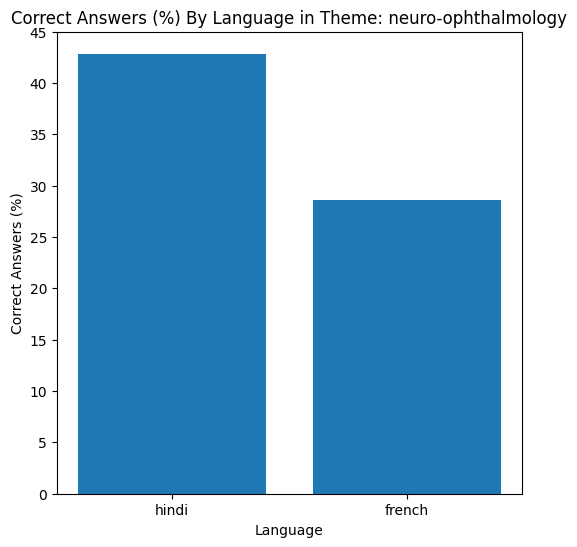 Correct Answers (%) By Language in Theme: neuro-ophthalmology
45
40
35
30
25
20
15
10
5
0
Correct Answers (%)
hindi french
Language